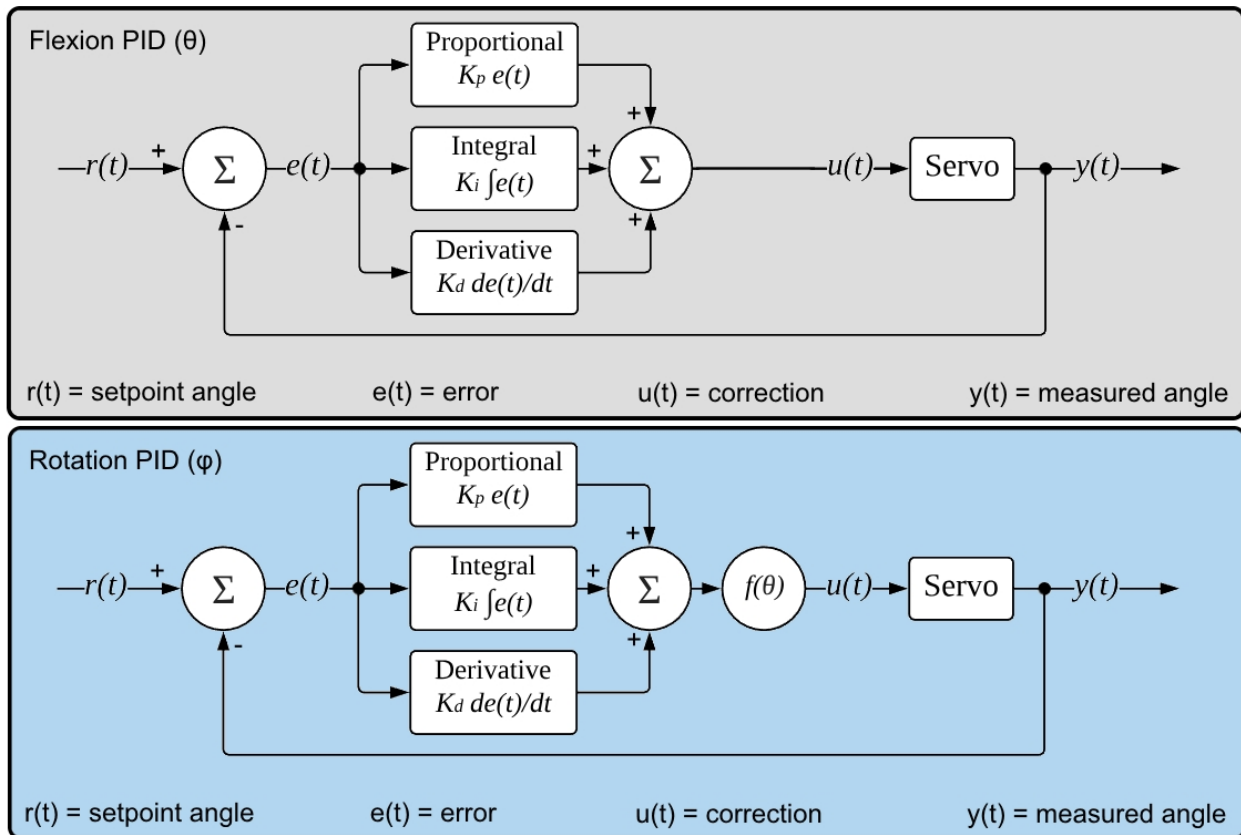 Flexion PID (θ)
Proportional
Kp e(t)
r(t) + Σ e(t) Integral + Σ u(t) Servo y(t)
Ki ∫e(t)
+
-
+
Derivative
Kd de(t)/dt
r(t) = setpoint angle e(t) = error u(t) = correction y(t) = measured angle
Rotation PID (φ)
Proportional
Kp e(t)
r(t) + Σ e(t) Integral + Σ f(θ) u(t) Servo y(t)
Ki ∫e(t)
+
-
+
Derivative
Kd de(t)/dt
r(t) = setpoint angle e(t) = error u(t) = correction y(t) = measured angle